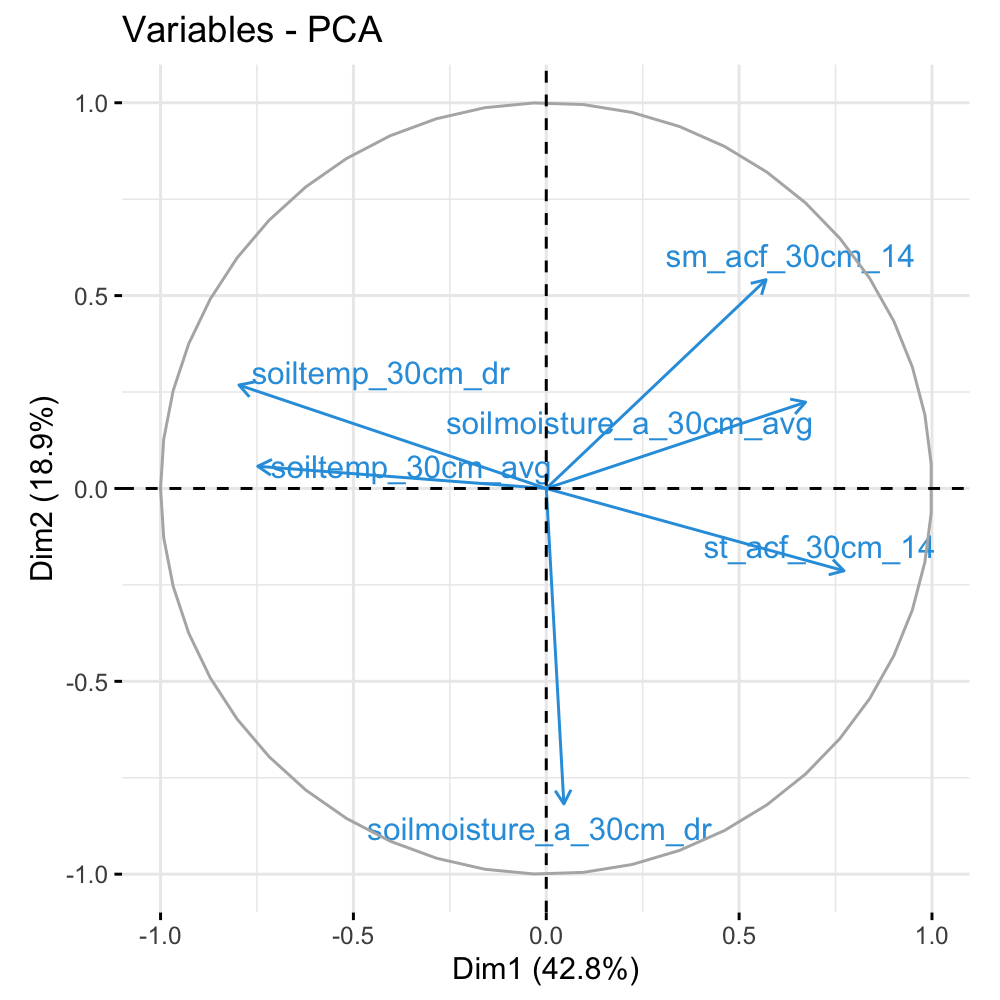 Variables - PCA
1.0
sm_acf_30cm_14
0.5
soiltemp_30cm_dr
soilmoisture_a_30cm_avg
soiltemp_30cm_avg
0.0
st_acf_30cm_14
Dim2 (18.9%)
-0.5
soilmoisture_a_30cm_dr
-1.0
-1.0 -0.5 0.0 0.5 1.0
Dim1 (42.8%)